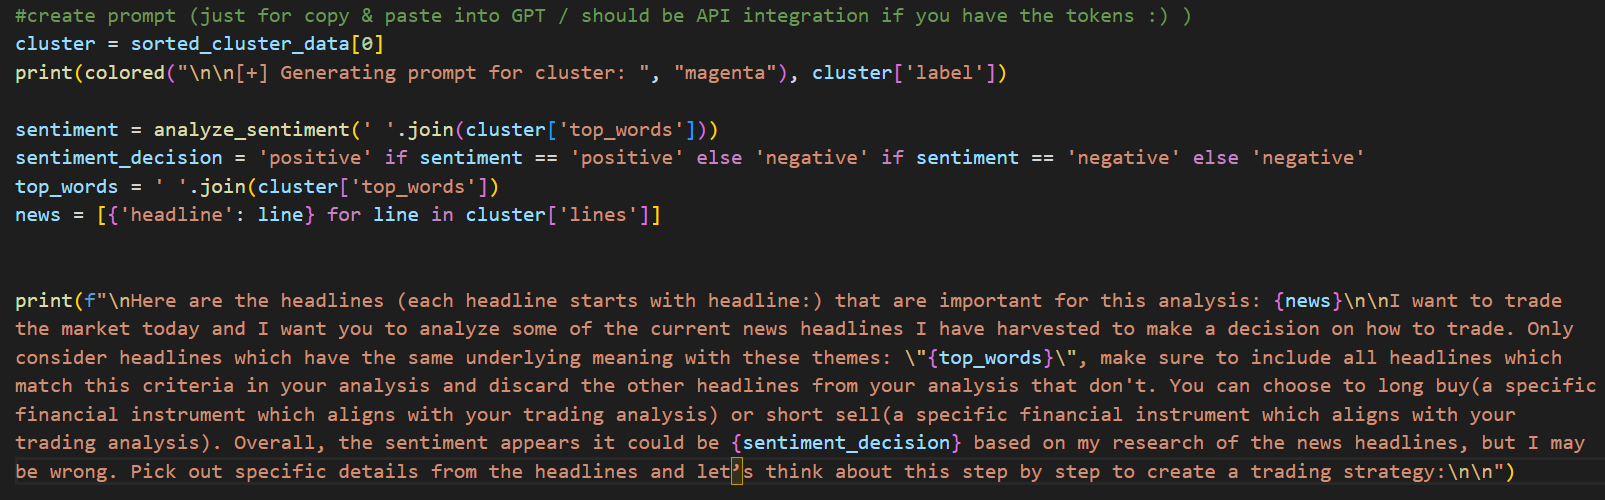 #create prompt (just for copy & paste into GPT / should be API integration if you have the tokens :) )
cluster = sorted_cluster_data[0]
print(colored("\n\n[+] Generating prompt for cluster: ", "magenta"), cluster['label'])
sentiment = analyze_sentiment(' '.join(cluster['top_words']))
sentiment_decision = 'positive' if sentiment == 'positive' else 'negative' if sentiment == 'negative' else 'negative'
top_words = ' '.join(cluster['top_words'])
news = [{'headline': line} for line in cluster['lines']]
print(f"\nHere are the headlines (each headline starts with headline:) that are important for this analysis: {news}\n\nI want to trade
the market today and I want you to analyze some of the current news headlines I have harvested to make a decision on how to trade. Only
consider headlines which have the same underlying meaning with these themes: \"{top_words}\", make sure to include all headlines which
match this criteria in your analysis and discard the other headlines from your analysis that don't. You can choose to long buy(a specific
financial instrument which aligns with your trading analysis) or short sell(a specific financial instrument which aligns with your
trading analysis). Overall, the sentiment appears it could be {sentiment_decision} based on my research of the news headlines, but I may
be wrong. Pick out specific details from the headlines and let’s think about this step by step to create a trading strategy:\n\n")